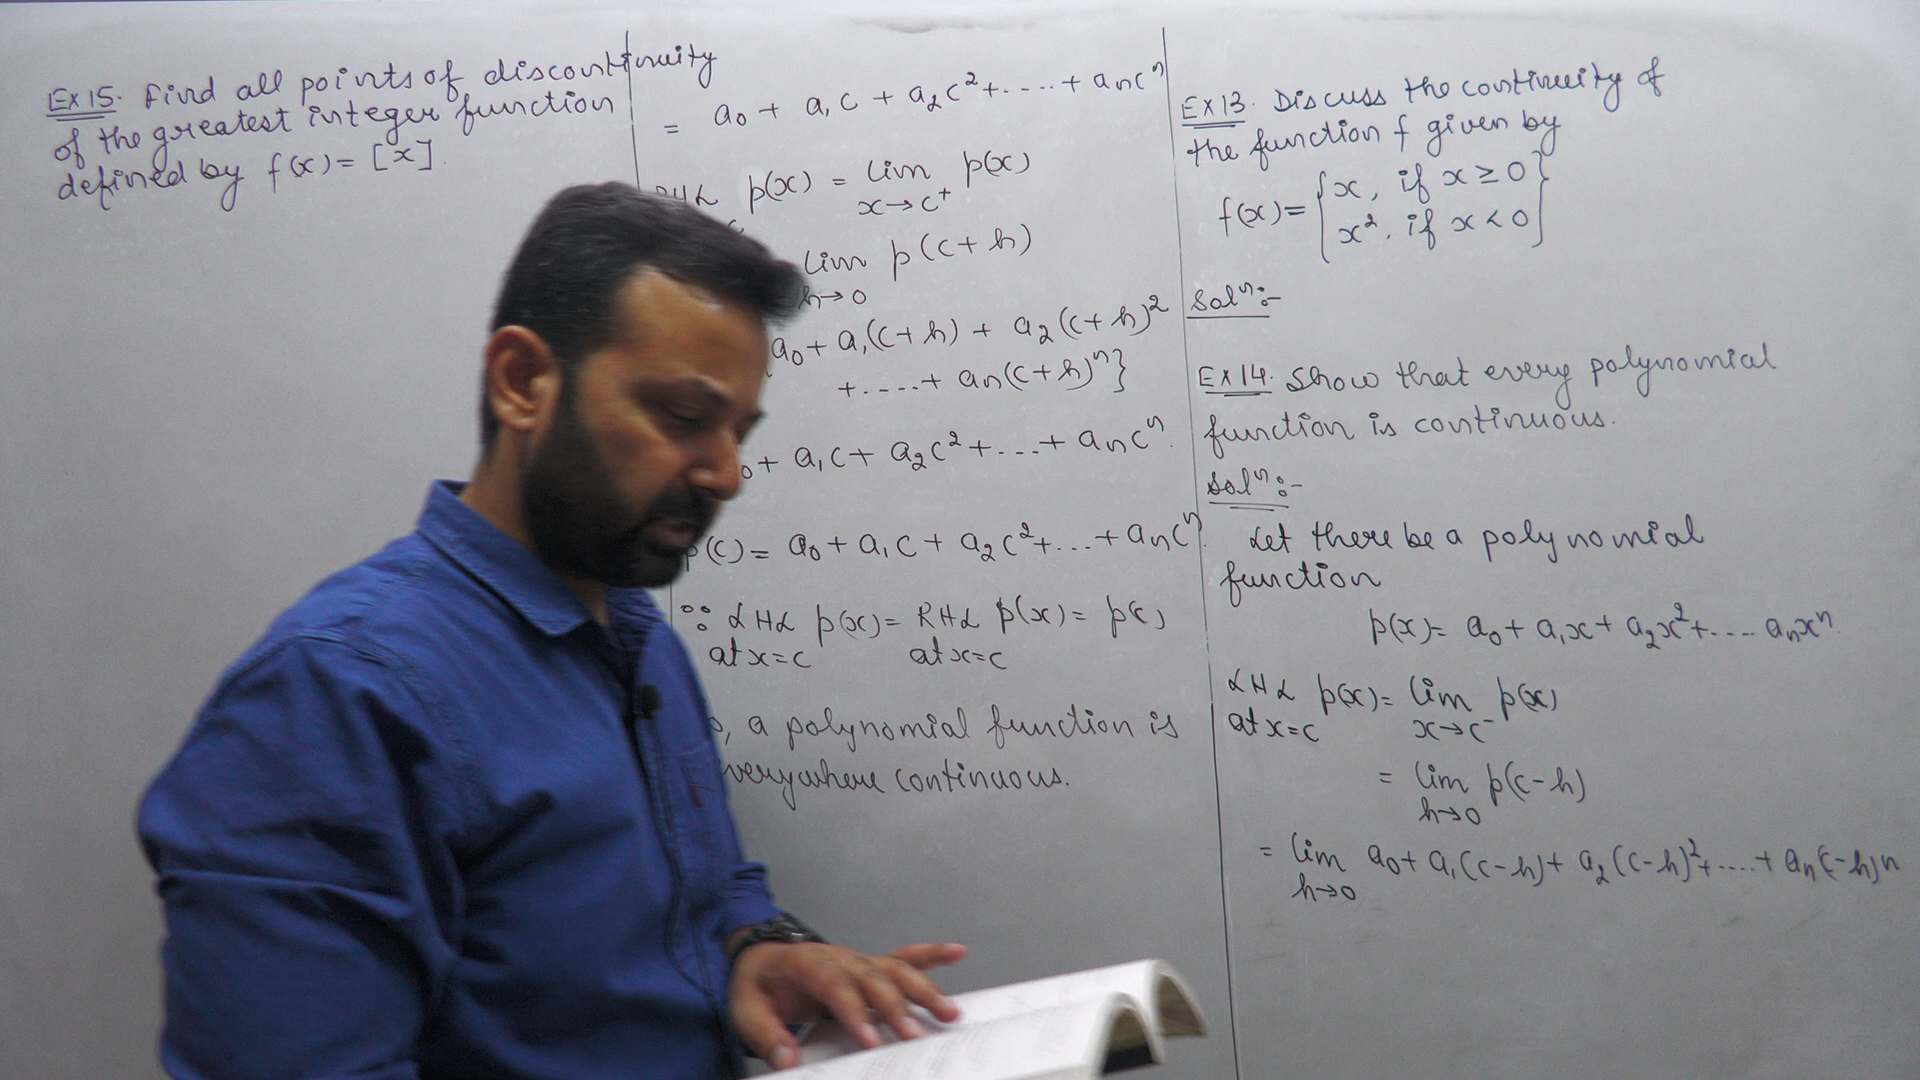 Ex 15. Find all points of discontinuity
of the greatest integer function
defined by f(x) = [x].
= a₀ + a₁c + a₂c² + ..... + aₙcⁿ
p(x) = lim p(x)
x→c⁺
lim p(c+h)
h→0
a₀ + a₁(c+h) + a₂(c+h)²
+ ..... + aₙ(c+h)ⁿ}
+ a₁c + a₂c² + .... + aₙcⁿ.
p(c) = a₀ + a₁c + a₂c² + ... + aₙcⁿ.
∵ LHL p(x) = RHL p(x) = p(c)
at x=c at x=c
, a polynomial function is
continuous.
Ex 13. Discuss the continuity of
the function f given by
f(x) = { x, if x ≥ 0 }
{ x², if x < 0 }
Solⁿ:-
Ex 14. Show that every polynomial
function is continuous.
Solⁿ:-
Let there be a polynomial
function
p(x) = a₀ + a₁x + a₂x² + ..... aₙxⁿ.
LHL p(x) = lim p(x)
at x=c x→c⁻
= lim p(c-h)
h→0
= lim a₀ + a₁(c-h) + a₂(c-h)² + ..... + aₙ(c-h)n
h→0